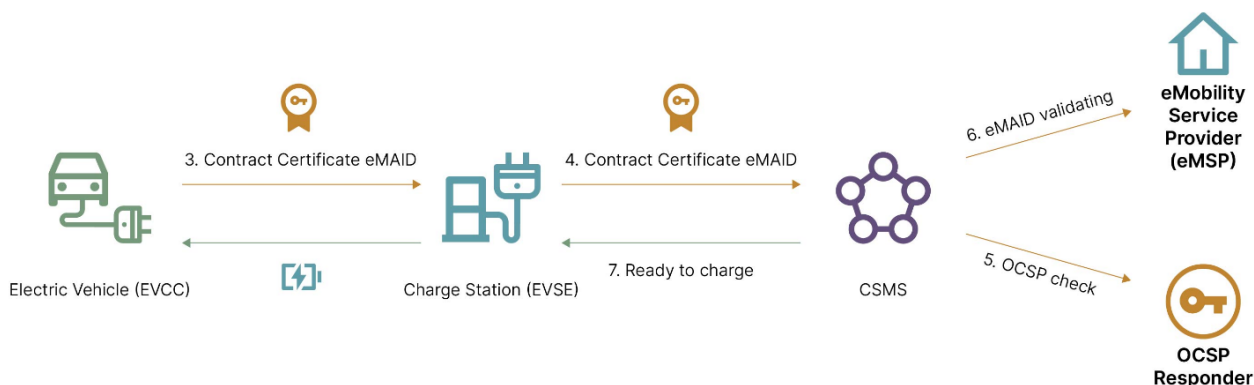 3. Contract Certificate eMAID
4. Contract Certificate eMAID
6. eMAID validating
eMobility
Service
Provider
(eMSP)
7. Ready to charge
5. OCSP check
Electric Vehicle (EVCC)
Charge Station (EVSE)
CSMS
OCSP
Responder